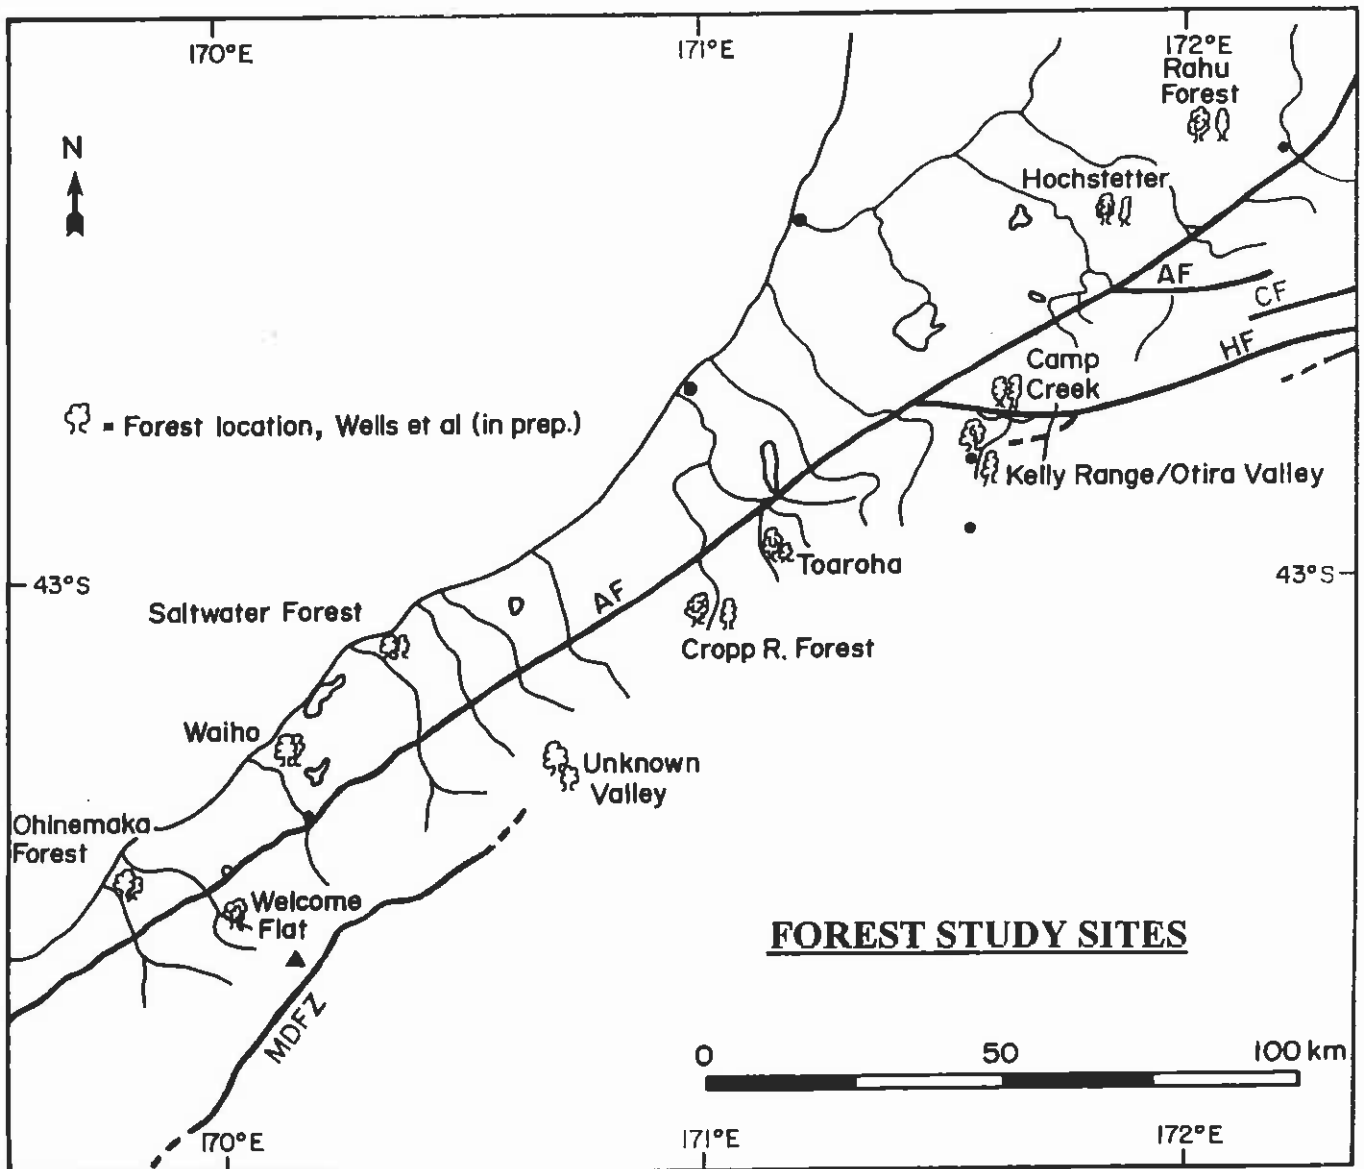 170°E
171°E
172°E
Rahu
Forest
N
Hochstetter
AF
CF
HF
Camp
Creek
= Forest location, Wells et al (in prep.)
Kelly Range/Otira Valley
Toaroha
43°S
43°S
AF
Saltwater Forest
Cropp R. Forest
Waiho
Unknown
Valley
Ohinemaka
Forest
Welcome
Flat
FOREST STUDY SITES
MDFZ
0 50 100 km
170°E
171°E
172°E